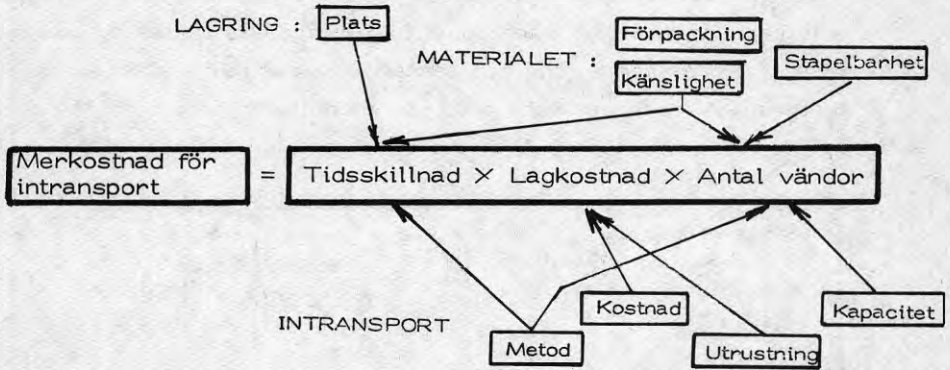 LAGRING : Plats
Förpackning
MATERIALET :
Känslighet
Stapelbarhet
Merkostnad för
intransport
= Tidsskillnad × Lagkostnad × Antal vändor
Kostnad
Kapacitet
INTRANSPORT
Metod
Utrustning